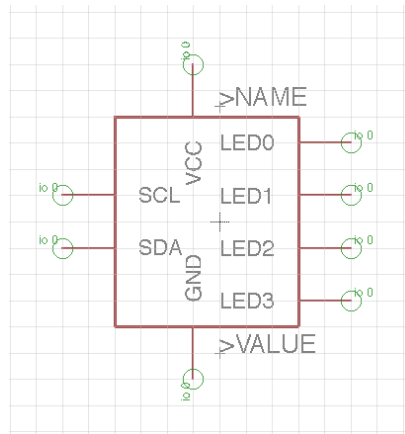 io 0
>NAME
VCC
LED0 io 0
io 0 SCL LED1 io 0
io 0 SDA LED2 io 0
GND
LED3 io 0
>VALUE
io 0